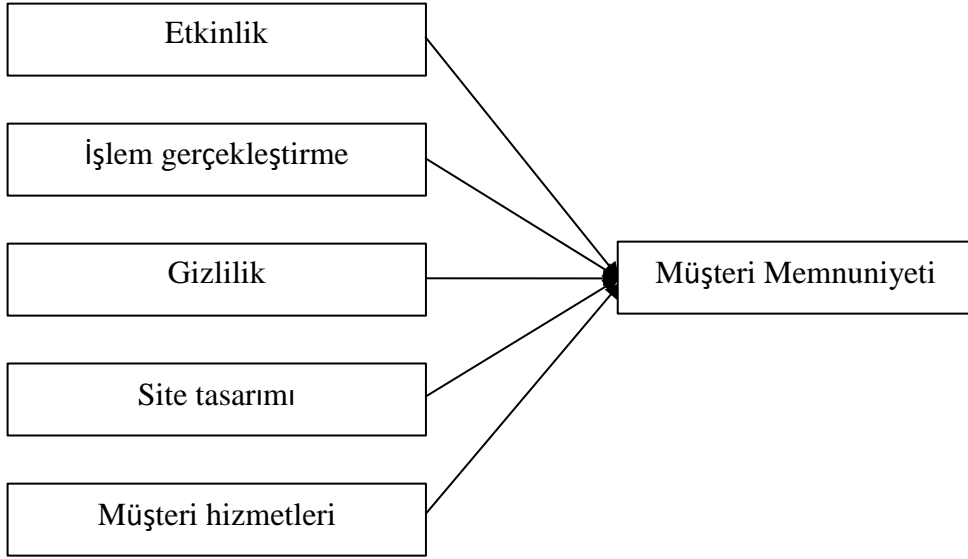 Etkinlik
İşlem gerçekleştirme
Gizlilik
Müşteri Memnuniyeti
Site tasarımı
Müşteri hizmetleri